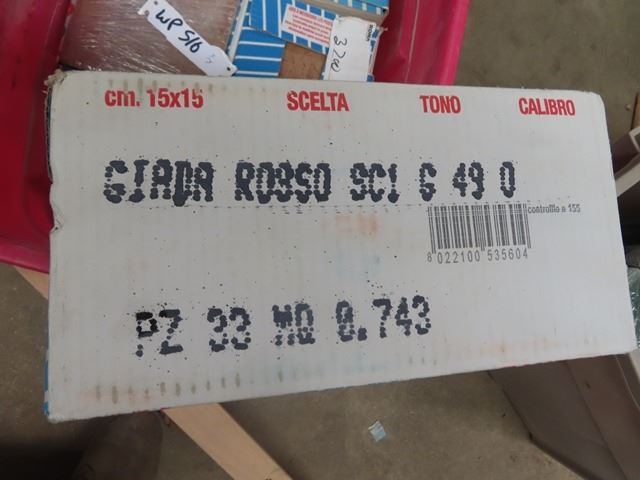 WP 516
cm. 15x15 SCELTA TONO CALIBRO
GIADA ROSSO SC1 G 49 0
controllo n 155
8 022100 535604
PZ 33 MQ 0.743